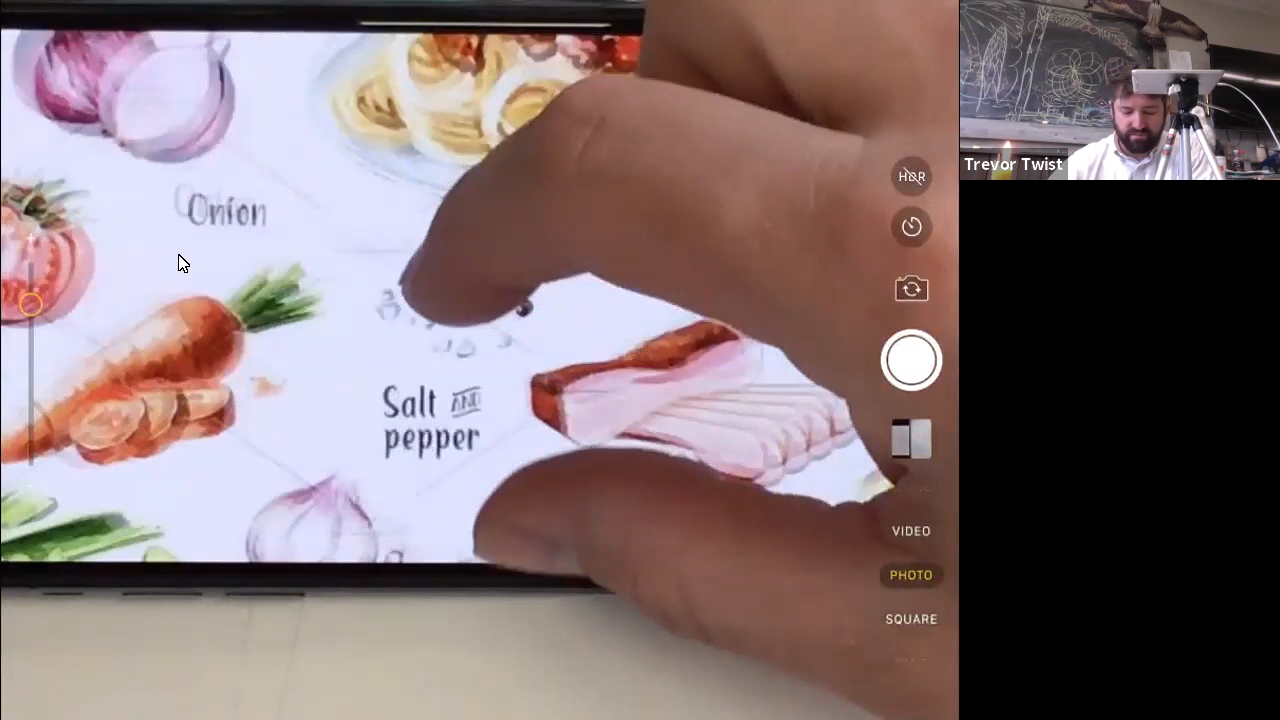 Onion
Salt AND
pepper
HDR
VIDEO
PHOTO
SQUARE
Trevor Twist